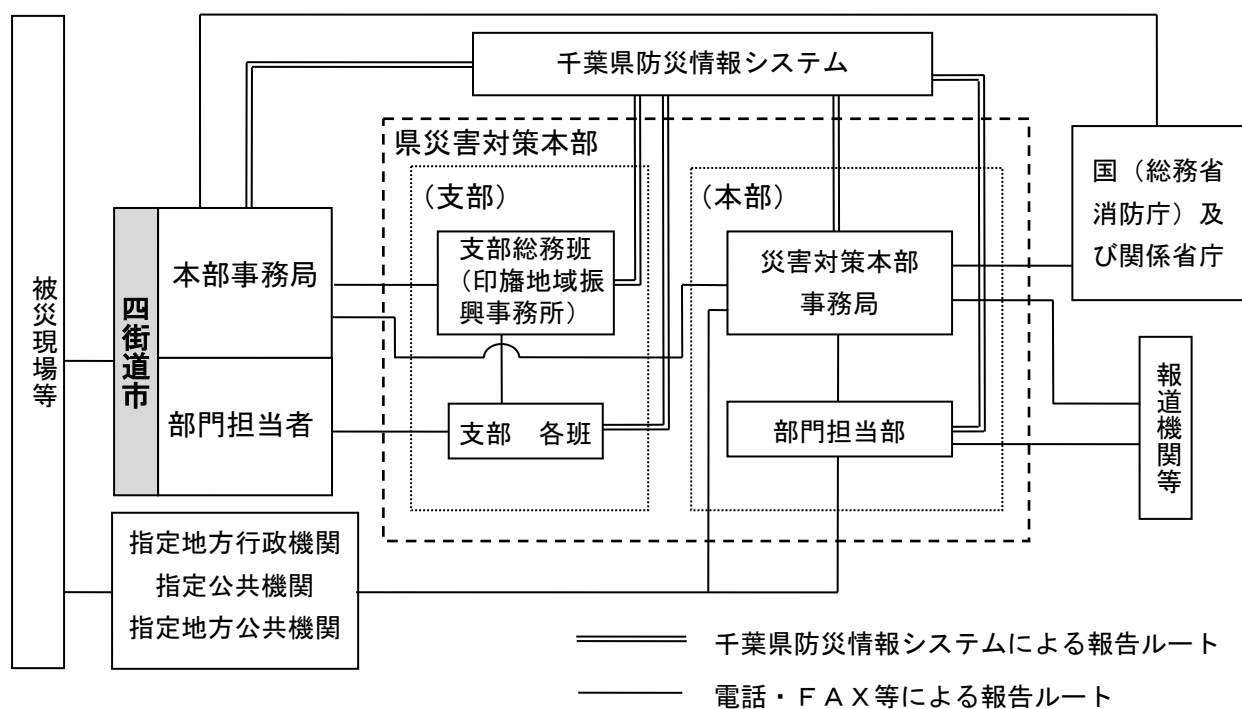 千葉県防災情報システム
県災害対策本部
（支部）
（本部）
国（総務省
消防庁）及
び関係省庁
被災現場等
四街道市
本部事務局
支部総務班
（印旛地域振
興事務所）
災害対策本部
事務局
部門担当者
支部　各班
部門担当部
報道機関等
指定地方行政機関
指定公共機関
指定地方公共機関
千葉県防災情報システムによる報告ルート
電話・ＦＡＸ等による報告ルート